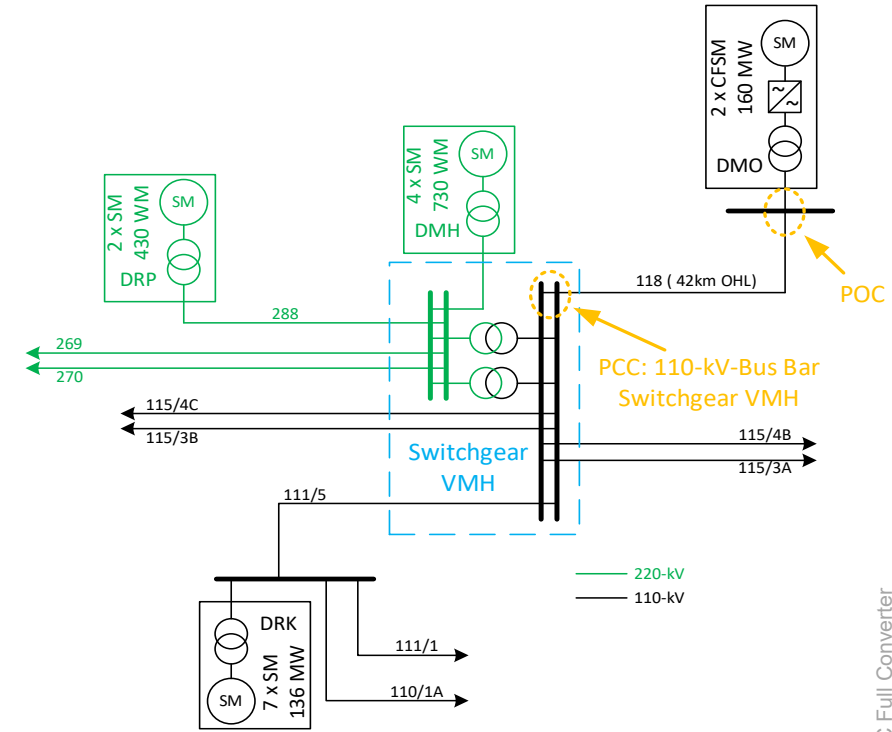 SM
2 x CFSM
160 MW
DMO
SM
4 x SM
730 WM
DMH
SM
2 x SM
430 WM
DRP
118 ( 42km OHL)
POC
288
269
270
PCC: 110-kV-Bus Bar
Switchgear VMH
115/4C
115/3B
115/4B
115/3A
Switchgear
VMH
111/5
220-kV
110-kV
DRK
7 x SM
136 MW
SM
111/1
110/1A
Full Converter